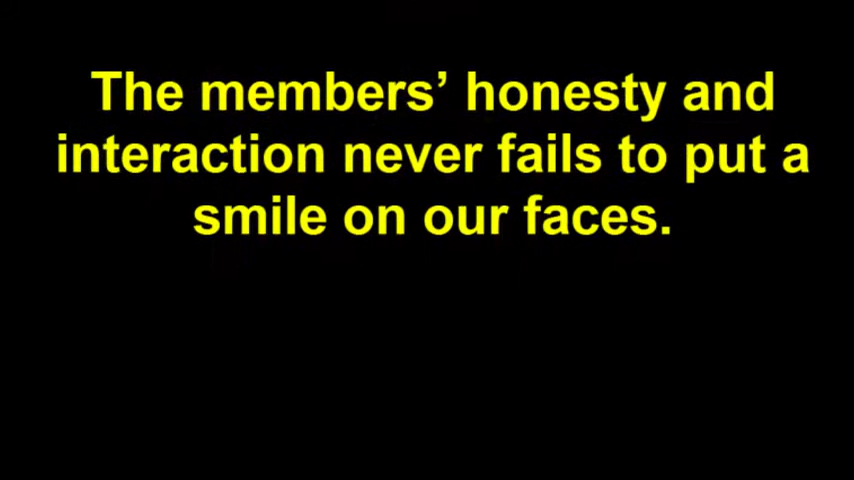 The members’ honesty and
interaction never fails to put a
smile on our faces.